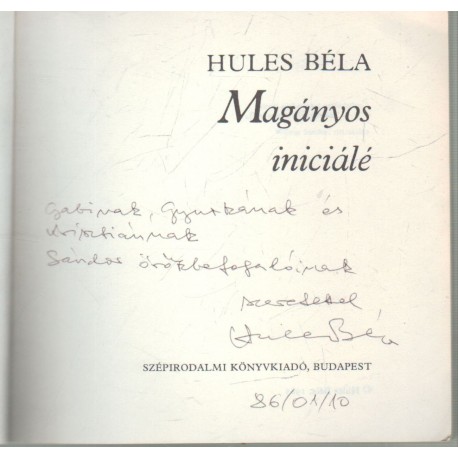 HULES BÉLA
Magányos
iniciálé
Gabinak, Gyurkának és
Krisztiánnak
Sándor örökbefogadóinak
szeretettel
Hules Béla
SZÉPIRODALMI KÖNYVKIADÓ, BUDAPEST
86/01/10